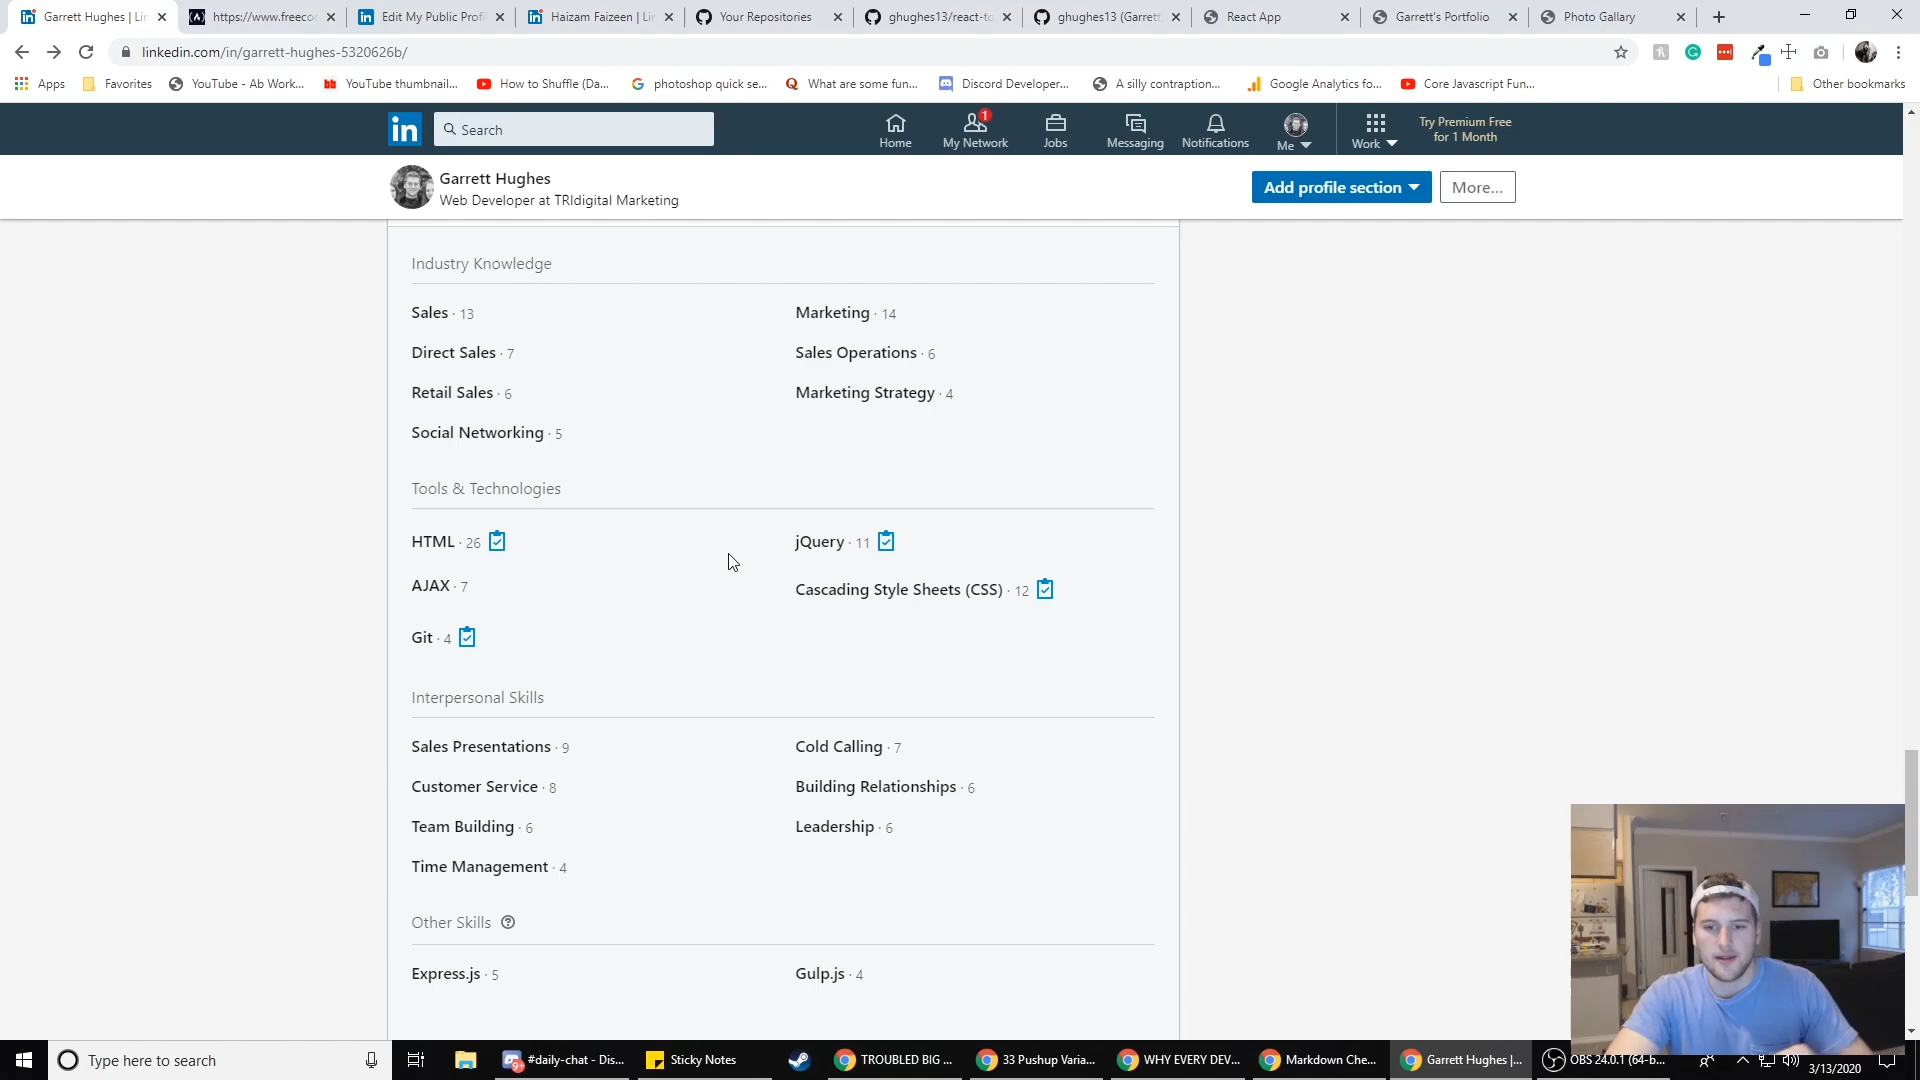 Garrett Hughes | Lin
https://www.freeco
Edit My Public Profi
Haizam Faizeen | Lin
Your Repositories
ghughes13/react-to
ghughes13 (Garrett
React App
Garrett's Portfolio
Photo Gallary
linkedin.com/in/garrett-hughes-5320626b/
Apps
Favorites
YouTube - Ab Work...
YouTube thumbnail...
How to Shuffle (Da...
photoshop quick se...
What are some fun...
Discord Developer...
A silly contraption...
Google Analytics fo...
Core Javascript Fun...
Other bookmarks
in
Search
Home
1
My Network
Jobs
Messaging
Notifications
Me
Work
Try Premium Free
for 1 Month
Garrett Hughes
Web Developer at TRIdigital Marketing
Add profile section
More...
Industry Knowledge
Sales · 13
Marketing · 14
Direct Sales · 7
Sales Operations · 6
Retail Sales · 6
Marketing Strategy · 4
Social Networking · 5
Tools & Technologies
HTML · 26
jQuery · 11
AJAX · 7
Cascading Style Sheets (CSS) · 12
Git · 4
Interpersonal Skills
Sales Presentations · 9
Cold Calling · 7
Customer Service · 8
Building Relationships · 6
Team Building · 6
Leadership · 6
Time Management · 4
Other Skills
Express.js · 5
Gulp.js · 4
Type here to search
#daily-chat - Dis...
Sticky Notes
TROUBLED BIG ...
33 Pushup Varia...
WHY EVERY DEV...
Markdown Che...
Garrett Hughes |...
OBS 24.0.1 (64-b...
3/13/2020